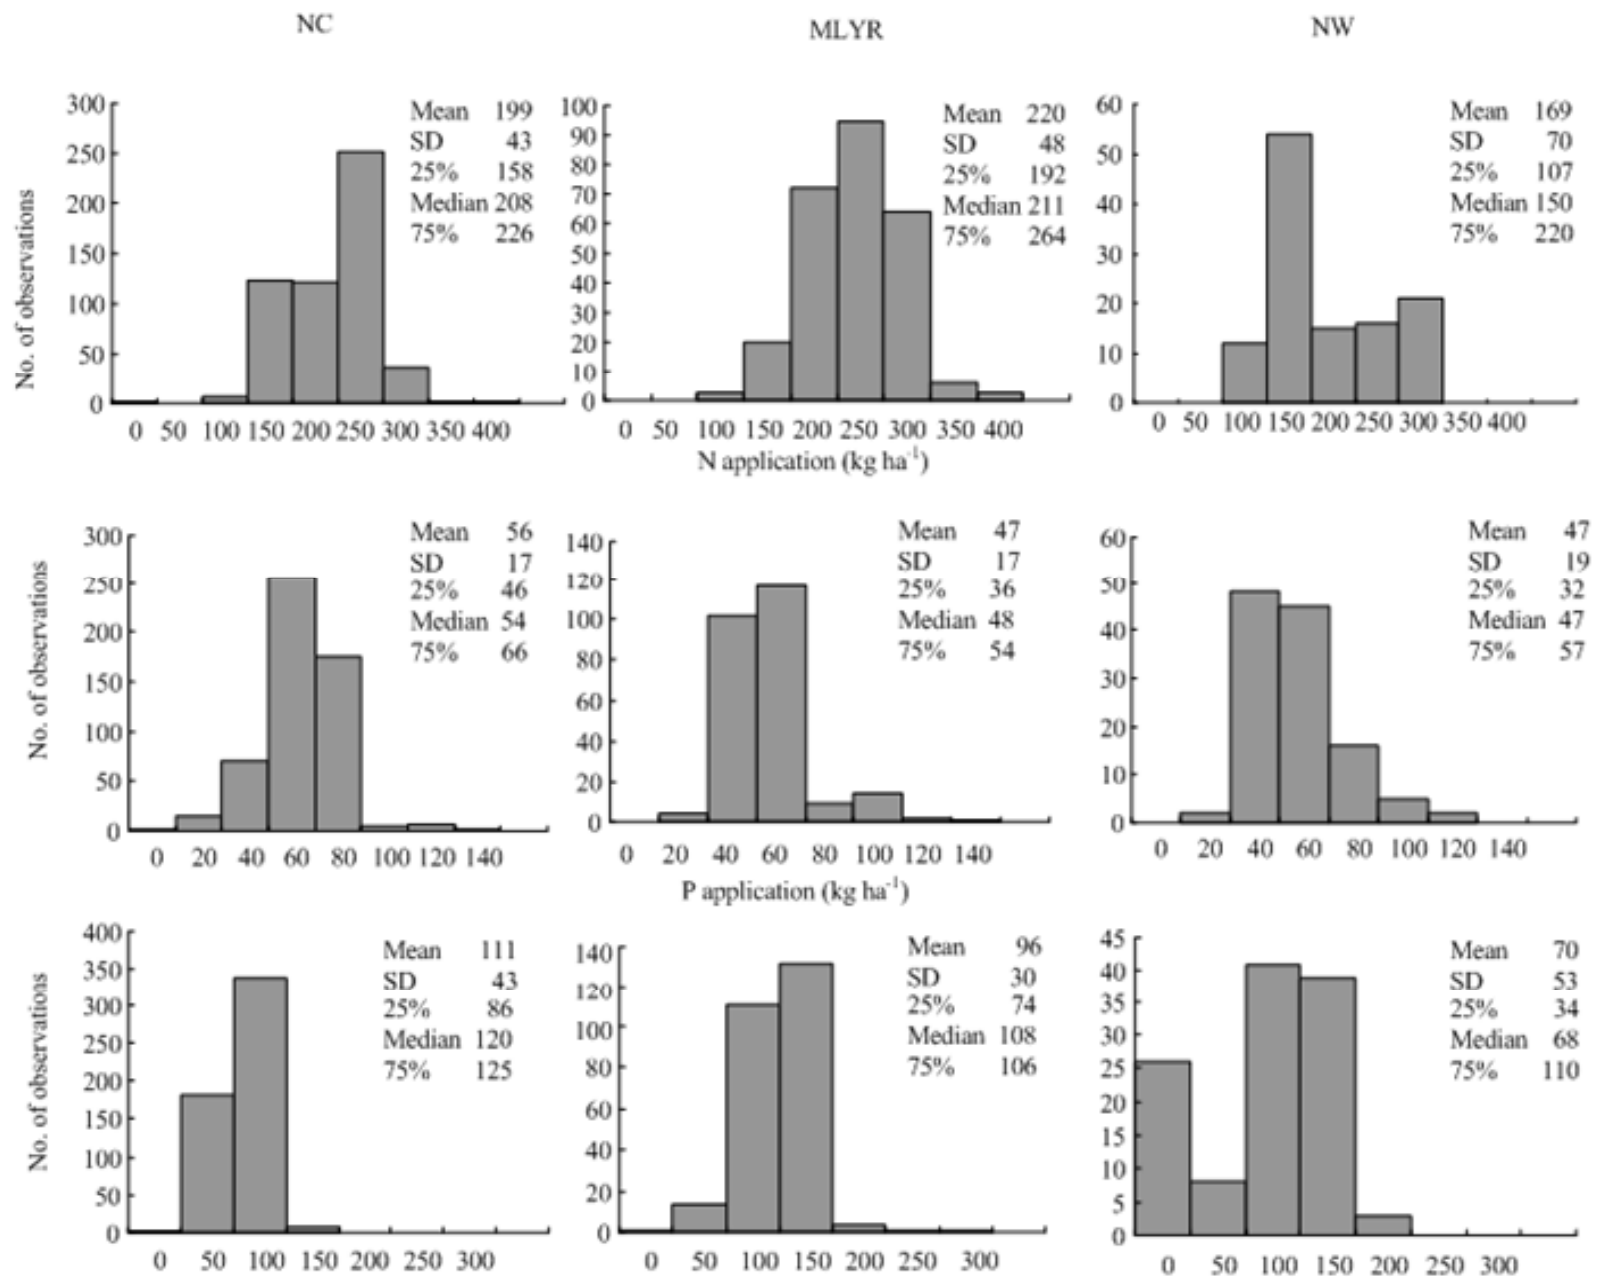 NC MLYR NW
300
250
200
150
100
50
0
No. of observations
Mean 199
SD 43
25% 158
Median 208
75% 226
0 50 100 150 200 250 300 350 400
100
90
80
70
60
50
40
30
20
10
0
Mean 220
SD 48
25% 192
Median 211
75% 264
0 50 100 150 200 250 300 350 400
60
50
40
30
20
10
0
Mean 169
SD 70
25% 107
Median 150
75% 220
0 50 100 150 200 250 300 350 400
N application (kg ha-1)
300
250
200
150
100
50
0
No. of observations
Mean 56
SD 17
25% 46
Median 54
75% 66
0 20 40 60 80 100 120 140
140
120
100
80
60
40
20
0
Mean 47
SD 17
25% 36
Median 48
75% 54
0 20 40 60 80 100 120 140
60
50
40
30
20
10
0
Mean 47
SD 19
25% 32
Median 47
75% 57
0 20 40 60 80 100 120 140
P application (kg ha-1)
400
350
300
250
200
150
100
50
0
No. of observations
Mean 111
SD 43
25% 86
Median 120
75% 125
0 50 100 150 200 250 300
140
120
100
80
60
40
20
0
Mean 96
SD 30
25% 74
Median 108
75% 106
0 50 100 150 200 250 300
45
40
35
30
25
20
15
10
5
0
Mean 70
SD 53
25% 34
Median 68
75% 110
0 50 100 150 200 250 300